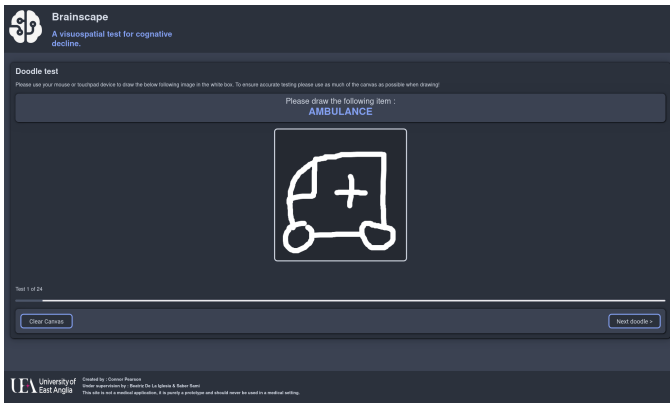 Brainscape
A visuospatial test for cognitive
decline.
Doodle test
Please use your mouse or touchpad device to draw the below following image in the white box. To ensure accurate testing please use as much of the canvas as possible when drawing!
Please draw the following item :
AMBULANCE
Test 1 of 24
Clear Canvas
Next doodle »
UEA University of
East Anglia
Created by : Connor Pearson
Under supervision by : Beatriz De La Iglesia & Saber Sami
This site is not a medical application, it is purely a prototype and should never be used in a medical setting.